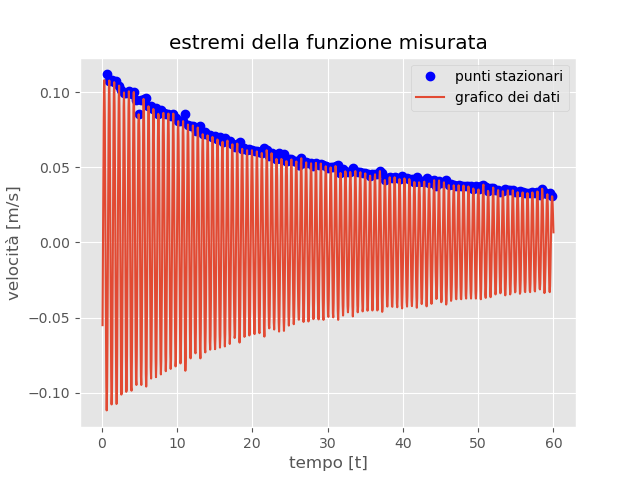 estremi della funzione misurata
punti stazionari
grafico dei dati
velocità [m/s]
0.10
0.05
0.00
−0.05
−0.10
0 10 20 30 40 50 60
tempo [t]